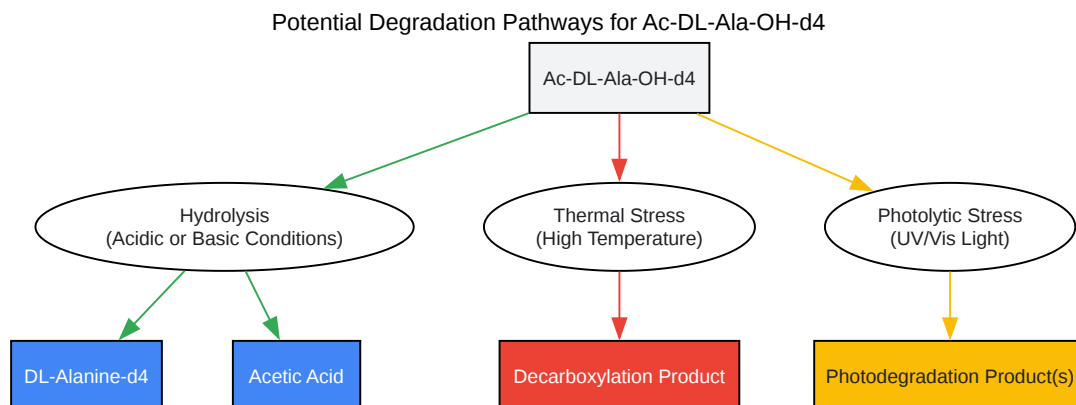 Potential Degradation Pathways for Ac-DL-Ala-OH-d4
Ac-DL-Ala-OH-d4
Hydrolysis
(Acidic or Basic Conditions)
Thermal Stress
(High Temperature)
Photolytic Stress
(UV/Vis Light)
DL-Alanine-d4
Acetic Acid
Decarboxylation Product
Photodegradation Product(s)